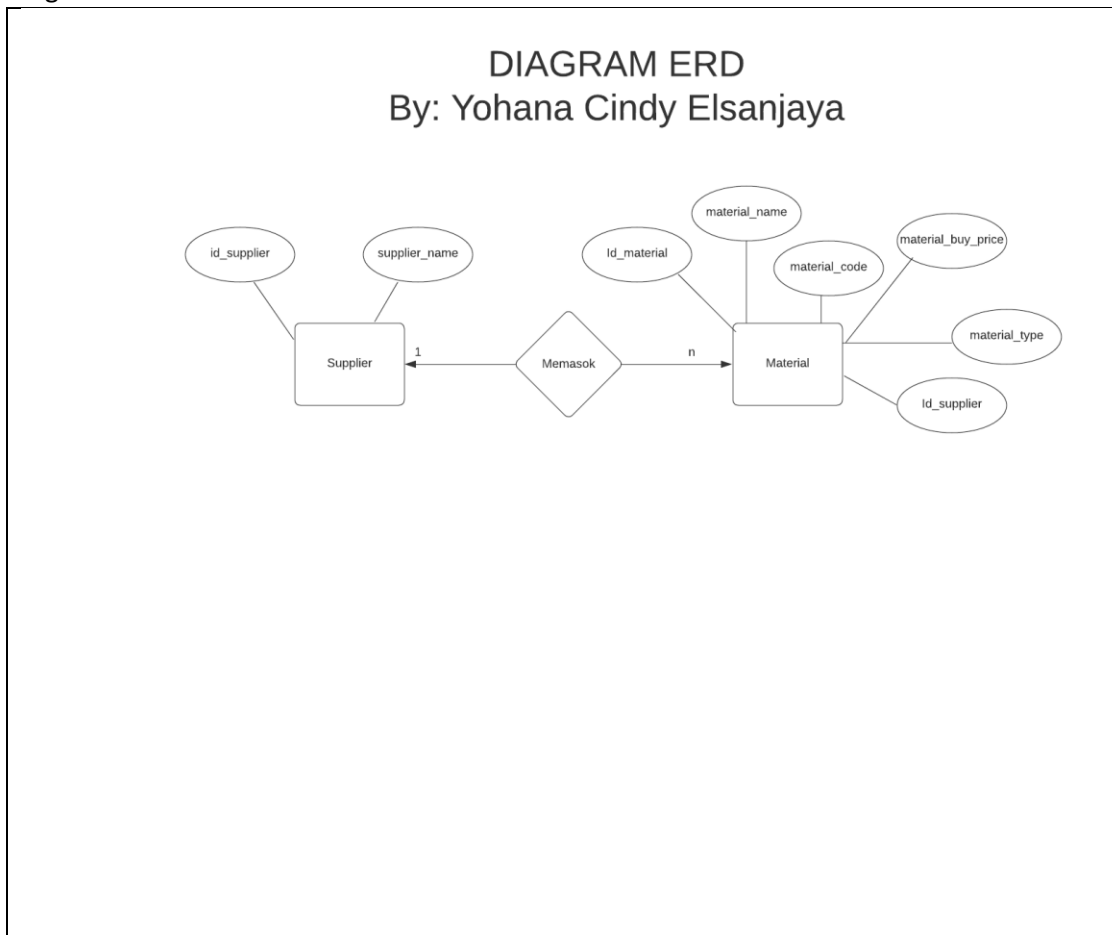 DIAGRAM ERD
By: Yohana Cindy Elsanjaya
material_name
id_supplier
supplier_name
Id_material
material_code
material_buy_price
material_type
Supplier
1
Memasok
n
Material
Id_supplier